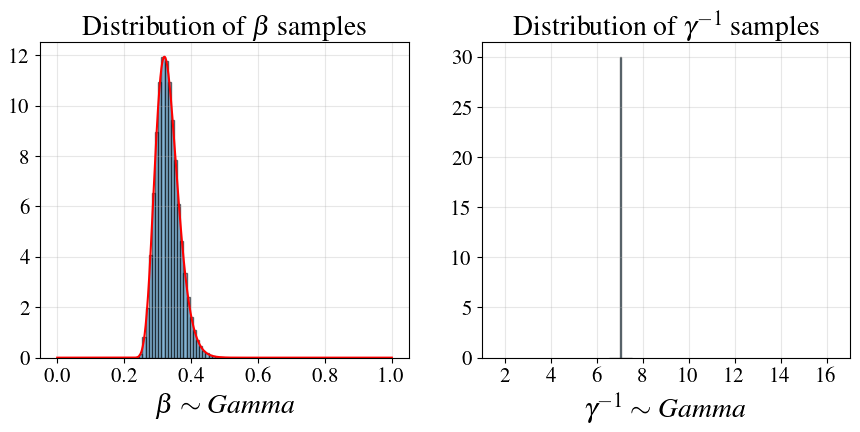 Distribution of β samples
12
10
8
6
4
2
0
0.0 0.2 0.4 0.6 0.8 1.0
β ~ Gamma
Distribution of γ⁻¹ samples
30
25
20
15
10
5
0
2 4 6 8 10 12 14 16
γ⁻¹ ~ Gamma